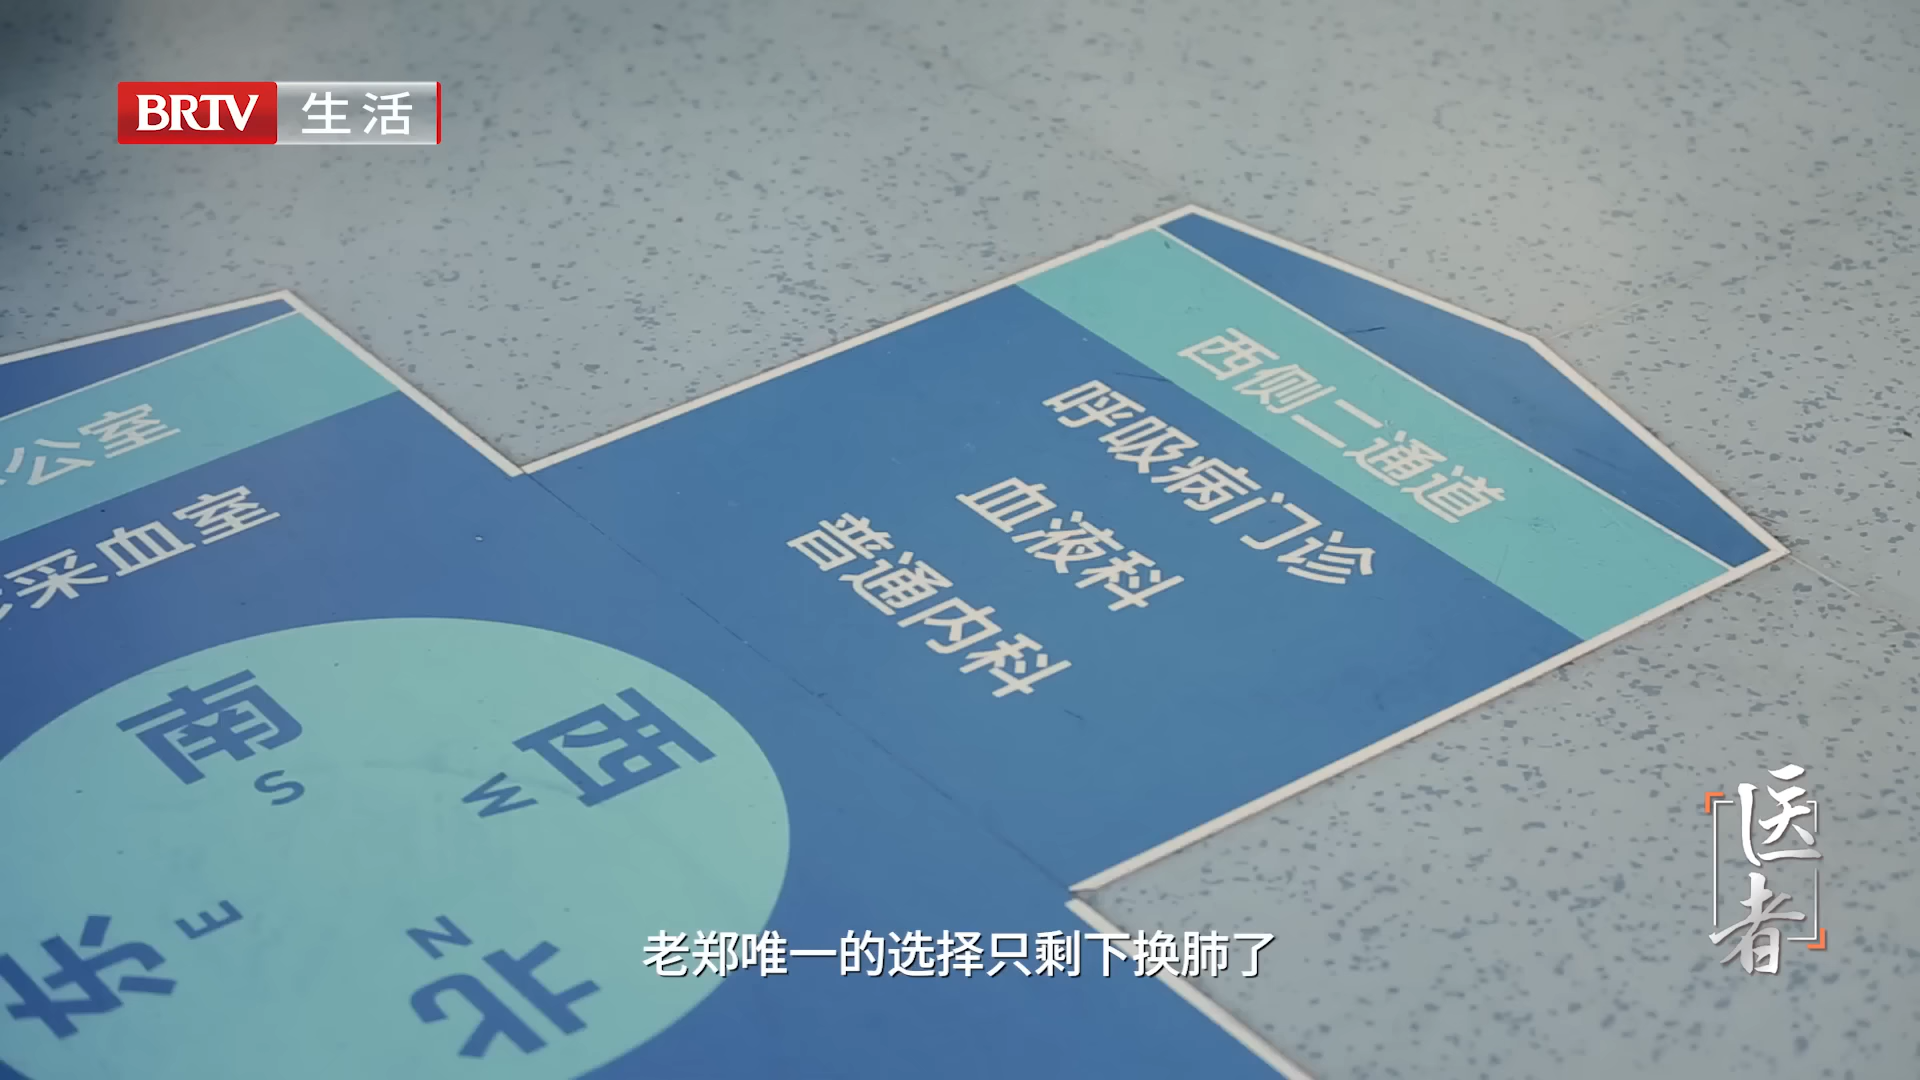 BRTV 生活
西侧二通道
呼吸病门诊
血液科
普通内科
公室
采血室
南
S
西
W
东
E
北
N
医者
老郑唯一的选择只剩下换肺了